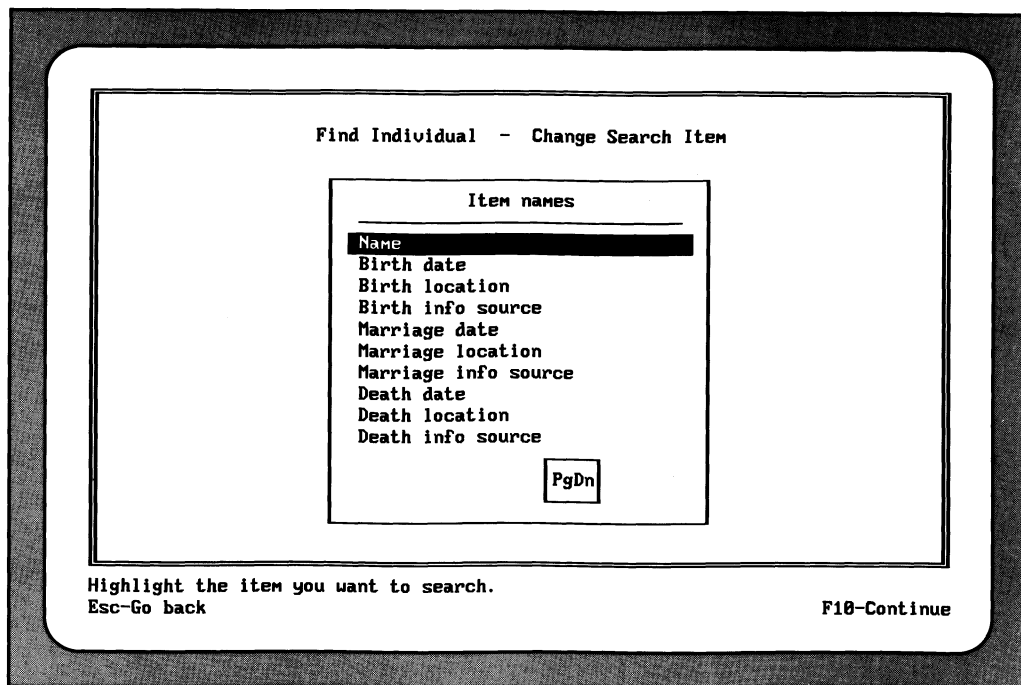 Find Individual - Change Search Item
Item names
Name
Birth date
Birth location
Birth info source
Marriage date
Marriage location
Marriage info source
Death date
Death location
Death info source
PgDn
Highlight the item you want to search.
Esc-Go back F10-Continue